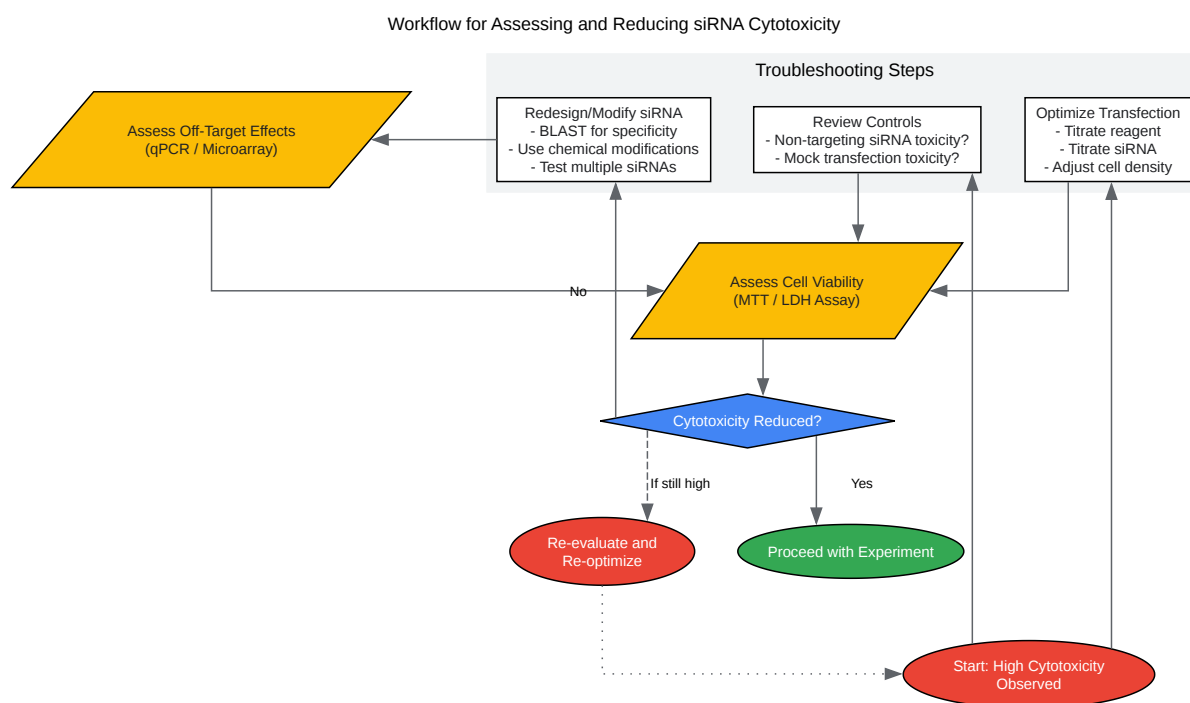 Workflow for Assessing and Reducing siRNA Cytotoxicity
Troubleshooting Steps
Assess Off-Target Effects
(qPCR / Microarray)
Redesign/Modify siRNA
- BLAST for specificity
- Use chemical modifications
- Test multiple siRNAs
Review Controls
- Non-targeting siRNA toxicity?
- Mock transfection toxicity?
Optimize Transfection
- Titrate reagent
- Titrate siRNA
- Adjust cell density
No
Assess Cell Viability
(MTT / LDH Assay)
Cytotoxicity Reduced?
If still high
Yes
Re-evaluate and
Re-optimize
Proceed with Experiment
Start: High Cytotoxicity
Observed